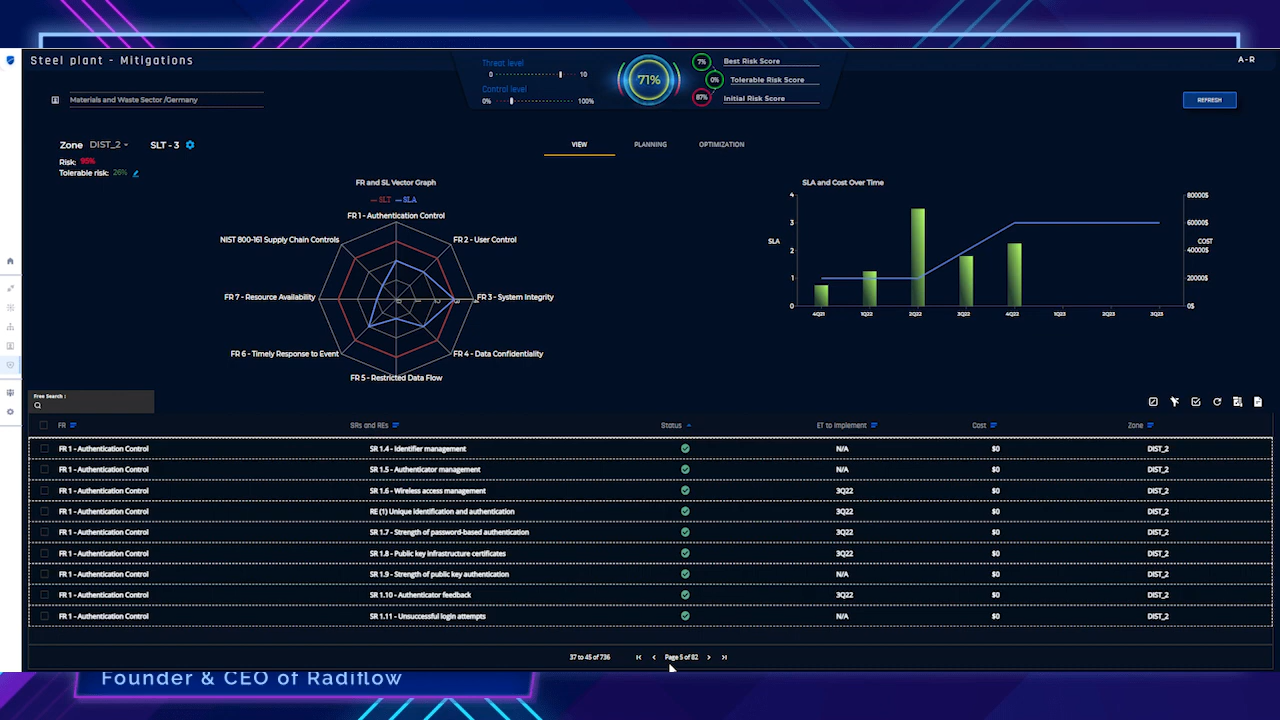 Steel plant - Mitigations
A-R
Materials and Waste Sector /Germany
Threat level
0 10
Control level
0% 100%
71%
7% Best Risk Score
0% Tolerable Risk Score
87% Initial Risk Score
REFRESH
Zone DIST_2 SLT - 3
Risk: 95%
Tolerable risk: 26%
VIEW PLANNING OPTIMIZATION
FR and SL Vector Graph
SLT SLA
FR 1 - Authentication Control
FR 2 - User Control
FR 3 - System Integrity
FR 4 - Data Confidentiality
FR 5 - Restricted Data Flow
FR 6 - Timely Response to Event
FR 7 - Resource Availability
NIST 800-161 Supply Chain Controls
SLA and Cost Over Time
SLA
4
3
2
1
0
COST
80000$
60000$
40000$
20000$
0$
4Q21 1Q22 2Q22 3Q22 4Q22 1Q23 2Q23 3Q23
Free Search :
FR SRs and REs Status ET to Implement Cost Zone
FR 1 - Authentication Control SR 1.4 - Identifier management N/A $0 DIST_2
FR 1 - Authentication Control SR 1.5 - Authenticator management N/A $0 DIST_2
FR 1 - Authentication Control SR 1.6 - Wireless access management 3Q22 $0 DIST_2
FR 1 - Authentication Control RE (1) Unique identification and authentication 3Q22 $0 DIST_2
FR 1 - Authentication Control SR 1.7 - Strength of password-based authentication 3Q22 $0 DIST_2
FR 1 - Authentication Control SR 1.8 - Public key infrastructure certificates 3Q22 $0 DIST_2
FR 1 - Authentication Control SR 1.9 - Strength of public key authentication N/A $0 DIST_2
FR 1 - Authentication Control SR 1.10 - Authenticator feedback 3Q22 $0 DIST_2
FR 1 - Authentication Control SR 1.11 - Unsuccessful login attempts N/A $0 DIST_2
37 to 45 of 736 Page 5 of 82
Founder & CEO of Radiflow